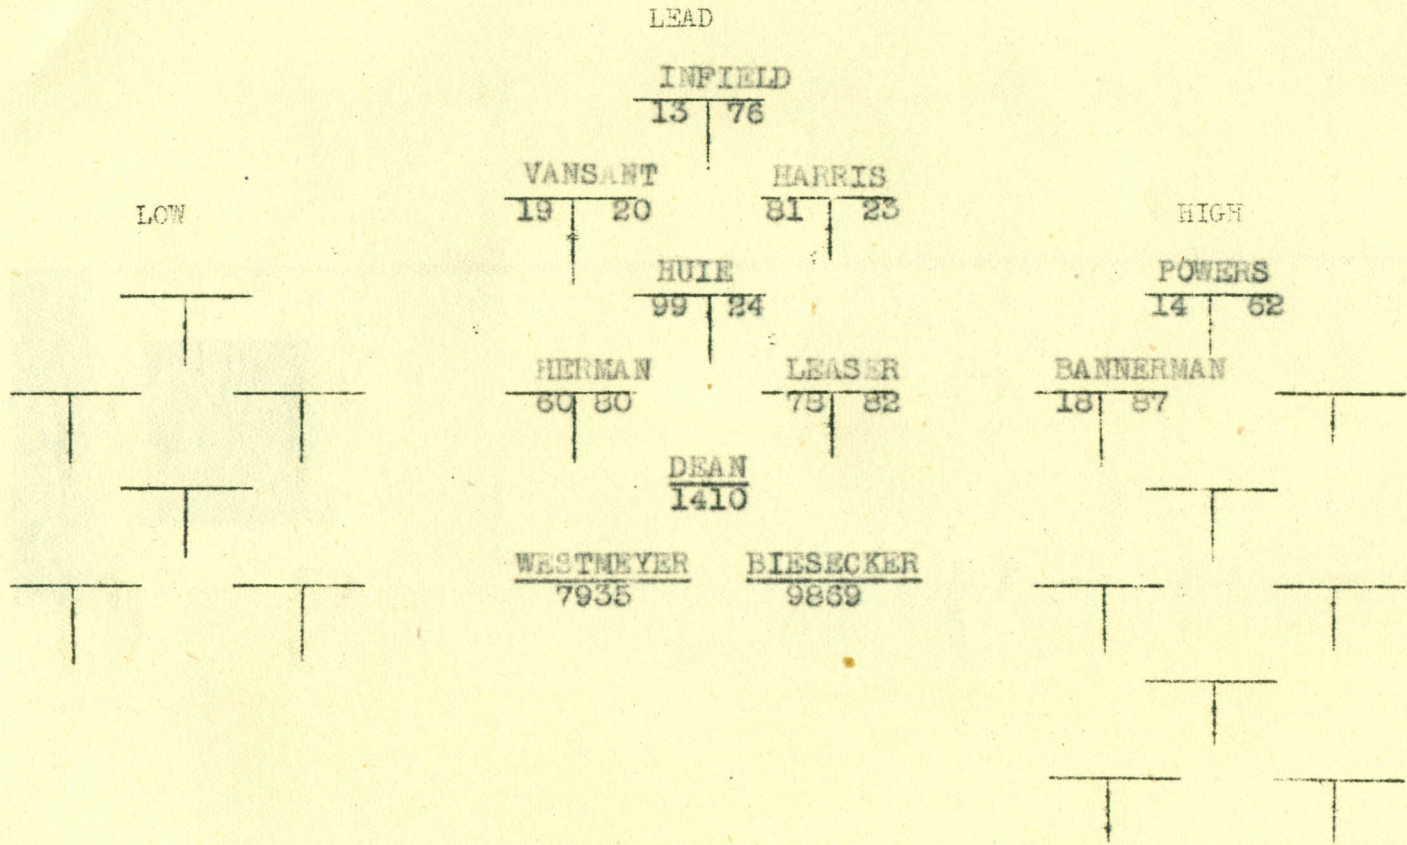 LEAD
INFIELD
13 76
VANSANT HARRIS
19 20 81 23
LOW HIGH
HUIE POWERS
99 24 14 62
HERMAN LEASER BANNERMAN
60 80 78 82 18 87
DEAN
1410
WESTMEYER BIESECKER
7935 9869